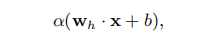 α(w_h · x + b),